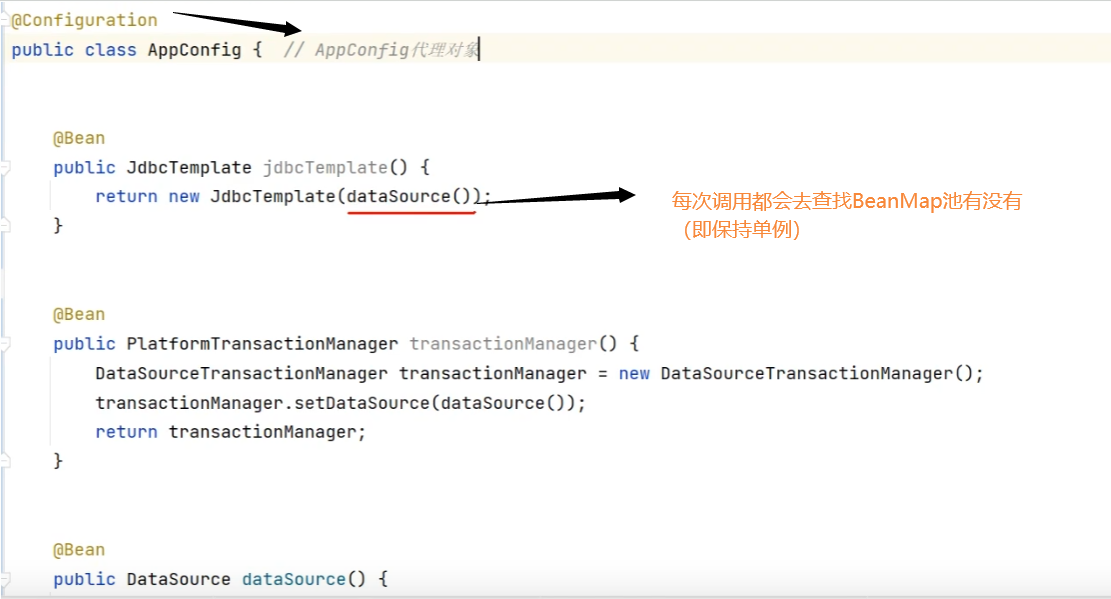 @Configuration
public class AppConfig {  // AppConfig代理对象
@Bean
public JdbcTemplate jdbcTemplate() {
return new JdbcTemplate(dataSource());
每次调用都会去查找BeanMap池有没有
（即保持单例）
}
@Bean
public PlatformTransactionManager transactionManager() {
DataSourceTransactionManager transactionManager = new DataSourceTransactionManager();
transactionManager.setDataSource(dataSource());
return transactionManager;
}
@Bean
public DataSource dataSource() {